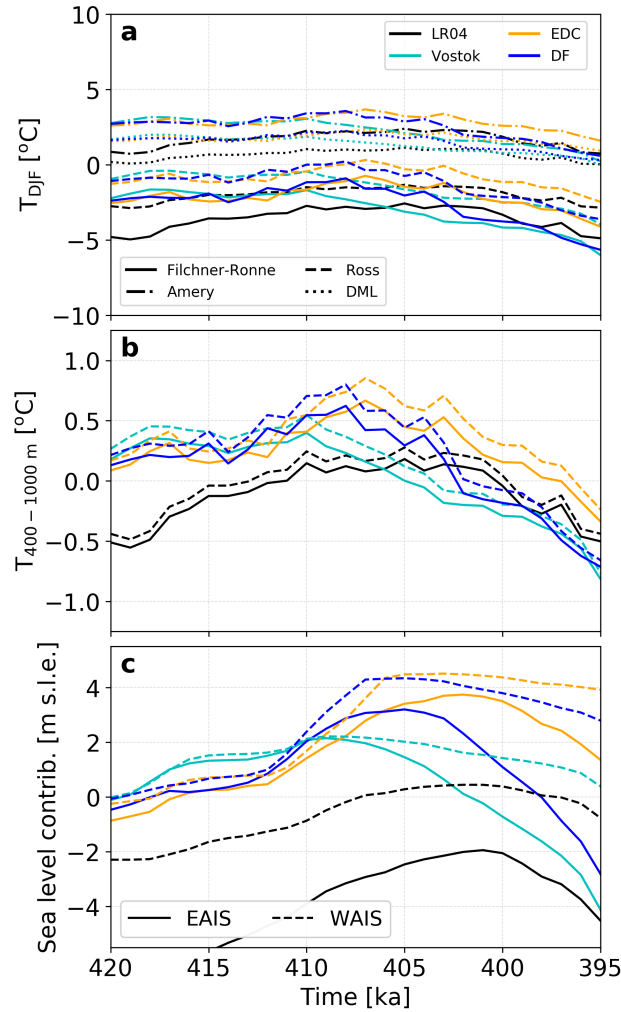 a
LR04 EDC
Vostok DF
10
5
0
−5
−10
T_DJF [°C]
Filchner-Ronne Ross
Amery DML
b
1.0
0.5
0.0
−0.5
−1.0
T_400−1000 m [°C]
c
4
2
0
−2
−4
Sea level contrib. [m s.l.e.]
EAIS WAIS
420 415 410 405 400 395
Time [ka]